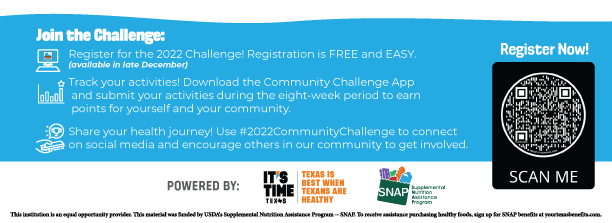 Join the Challenge:
Register for the 2022 Challenge! Registration is FREE and EASY.
(available in late December)
Track your activities! Download the Community Challenge App
and submit your activities during the eight-week period to earn
points for yourself and your community.
Share your health journey! Use #2022CommunityChallenge to connect
on social media and encourage others in our community to get involved.
Register Now!
SCAN ME
POWERED BY:
IT'S
TIME
TEXAS
TEXAS IS
BEST WHEN
TEXANS ARE
HEALTHY
SNAP
Supplemental
Nutrition
Assistance
Program
This institution is an equal opportunity provider. This material was funded by USDA's Supplemental Nutrition Assistance Program -- SNAP. To receive assistance purchasing healthy foods, sign up for SNAP benefits at yourtexasbenefits.com.